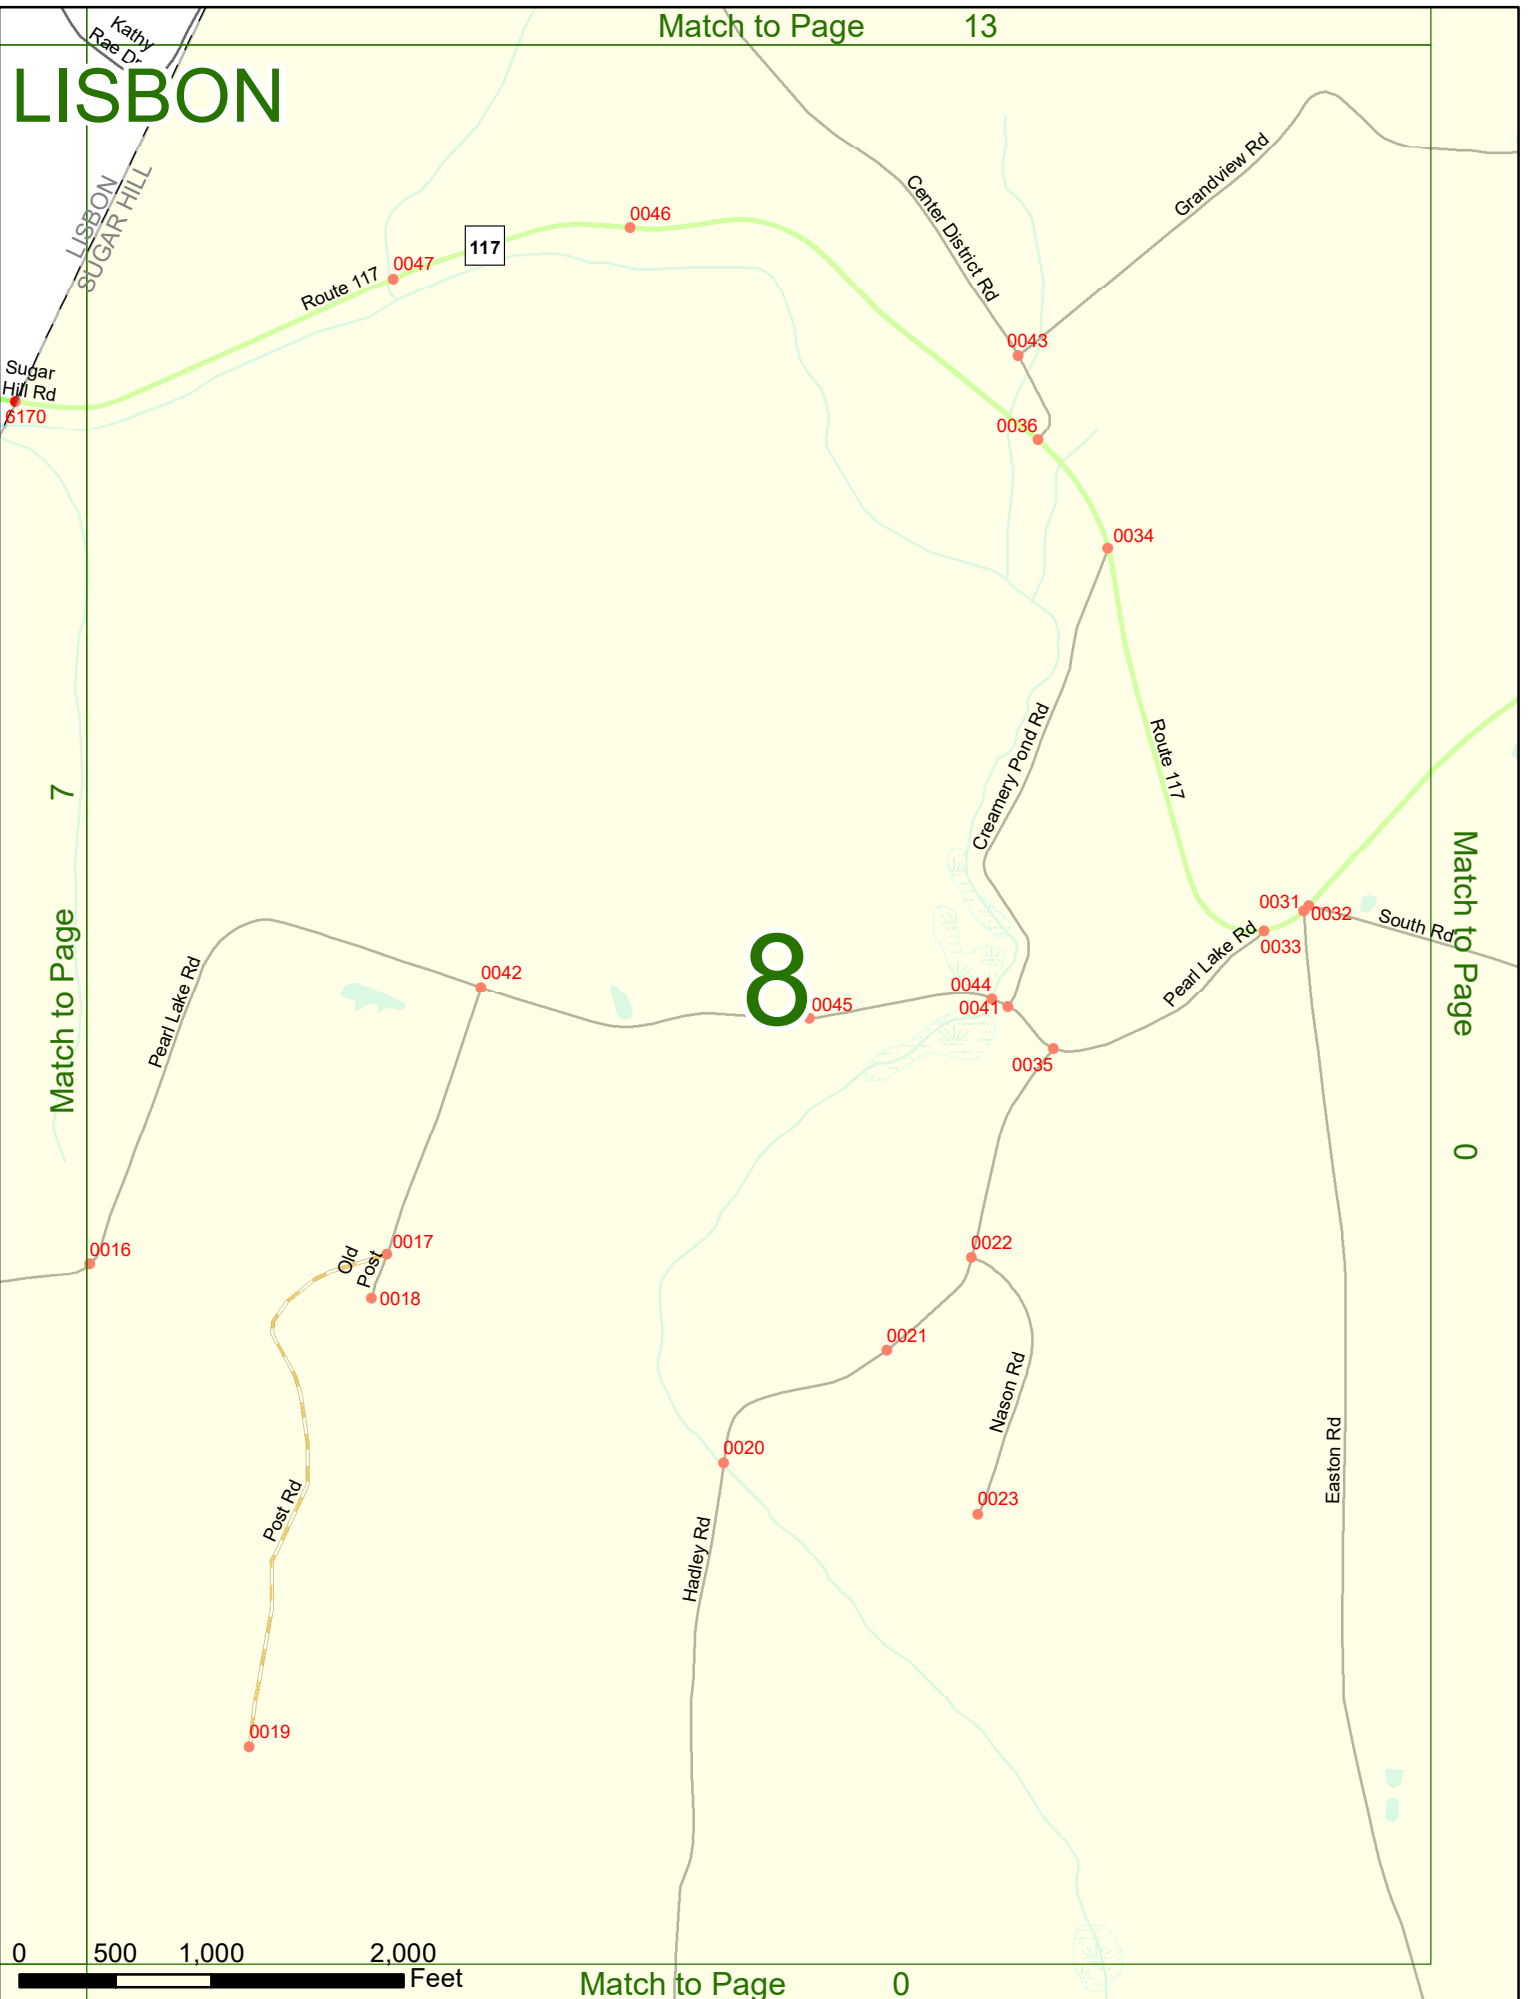 Match to Page 13
Kathy
Rae Dr
LISBON
LISBON
SUGAR HILL
Grandview Rd
Center District Rd
0046
117
0047
Route 117
0043
Sugar
Hill Rd
6170
0036
0034
Creamery Pond Rd
Route 117
Match to Page 7
Match to Page 0
0031
0032
South Rd
0033
Pearl Lake Rd
8
Pearl Lake Rd
0042
0044
0045
0041
0035
0016
Old
Post
0017
0018
0022
0021
Nason Rd
0020
0023
Easton Rd
Post Rd
Hadley Rd
0019
0 500 1,000 2,000
Feet
Match to Page 0